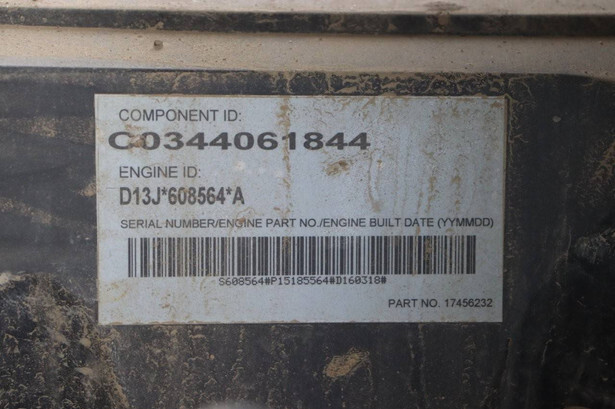 COMPONENT ID:
C0344061844
ENGINE ID:
D13J*608564*A
SERIAL NUMBER/ENGINE PART NO./ENGINE BUILT DATE (YYMMDD)
S608564#P15185564#D160318#
PART NO. 17456232